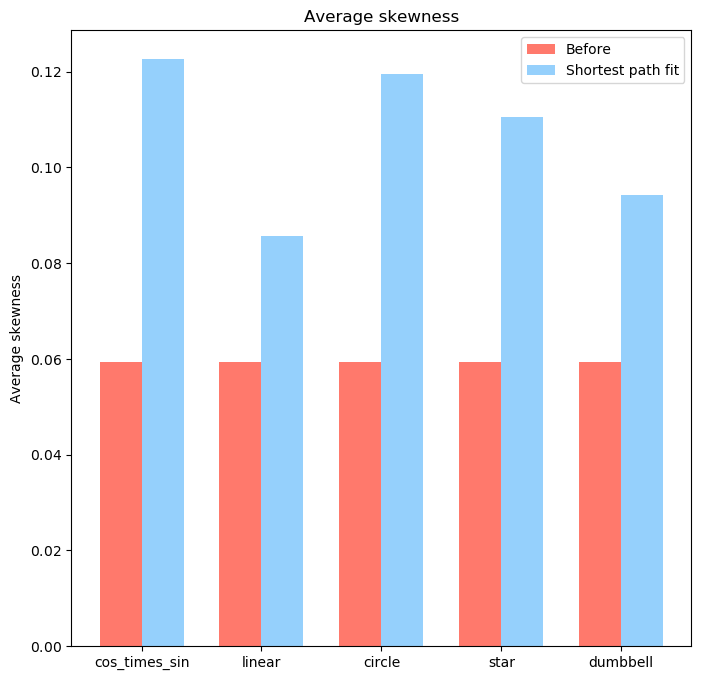 Average skewness
Before
Shortest path fit
Average skewness
0.12
0.10
0.08
0.06
0.04
0.02
0.00
cos_times_sin linear circle star dumbbell